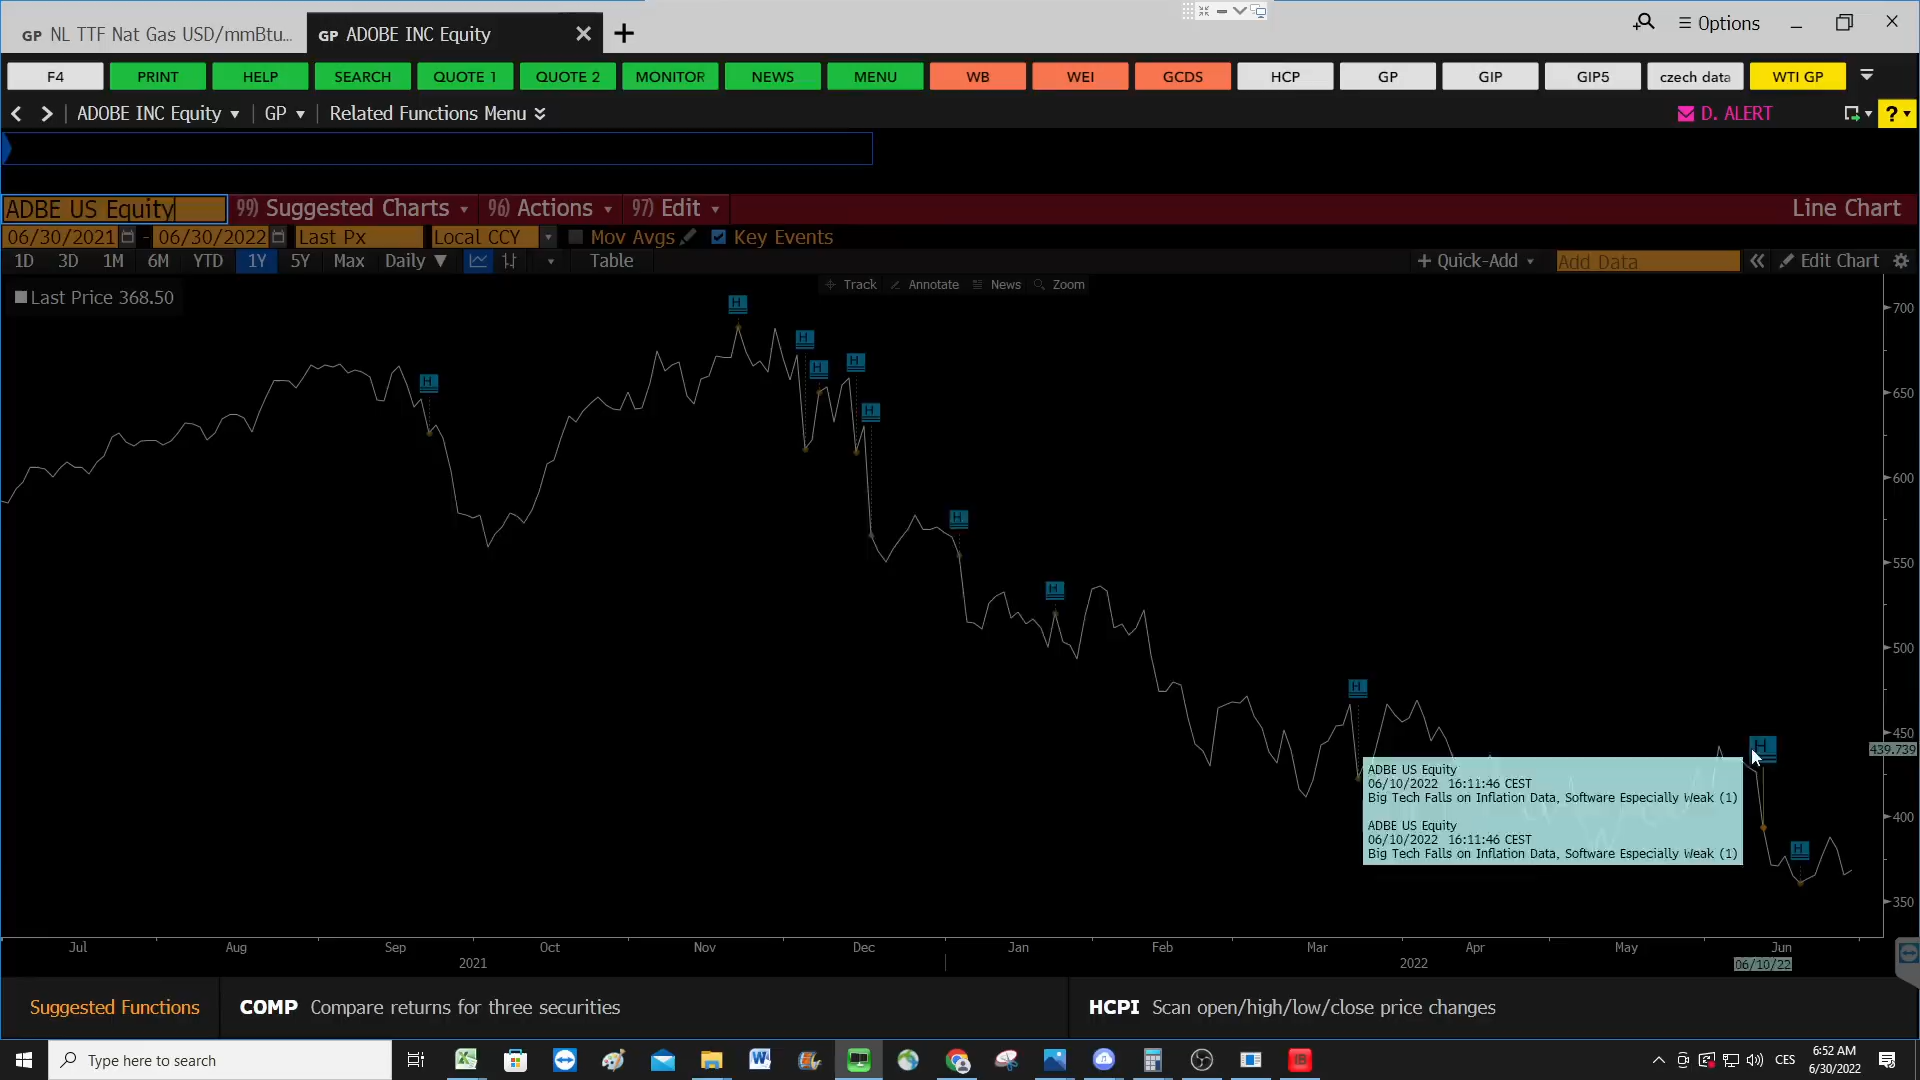 GP NL TTF Nat Gas USD/mmBtu...
GP ADOBE INC Equity
Options
F4 PRINT HELP SEARCH QUOTE 1 QUOTE 2 MONITOR NEWS MENU WB WEI GCDS HCP GP GIP GIP5 czech data WTI GP
ADOBE INC Equity GP Related Functions Menu
D. ALERT
?
ADBE US Equity 99) Suggested Charts 96) Actions 97) Edit Line Chart
06/30/2021 - 06/30/2022 Last Px Local CCY Mov Avgs Key Events
1D 3D 1M 6M YTD 1Y 5Y Max Daily Table + Quick-Add Add Data Edit Chart
Track Annotate News Zoom
Last Price 368.50
H
H
H
H
H
H
H
H
H
H
H
700
650
600
550
500
450
439.739
400
350
ADBE US Equity
06/10/2022 16:11:46 CEST
Big Tech Falls on Inflation Data, Software Especially Weak (1)
ADBE US Equity
06/10/2022 16:11:46 CEST
Big Tech Falls on Inflation Data, Software Especially Weak (1)
Jul Aug Sep Oct Nov Dec Jan Feb Mar Apr May Jun
2021 2022 06/10/22
Suggested Functions COMP Compare returns for three securities HCPI Scan open/high/low/close price changes
Type here to search
CES
6:52 AM
6/30/2022